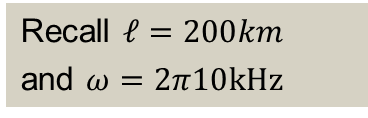 Recall ℓ = 200km
and ω = 2π10kHz